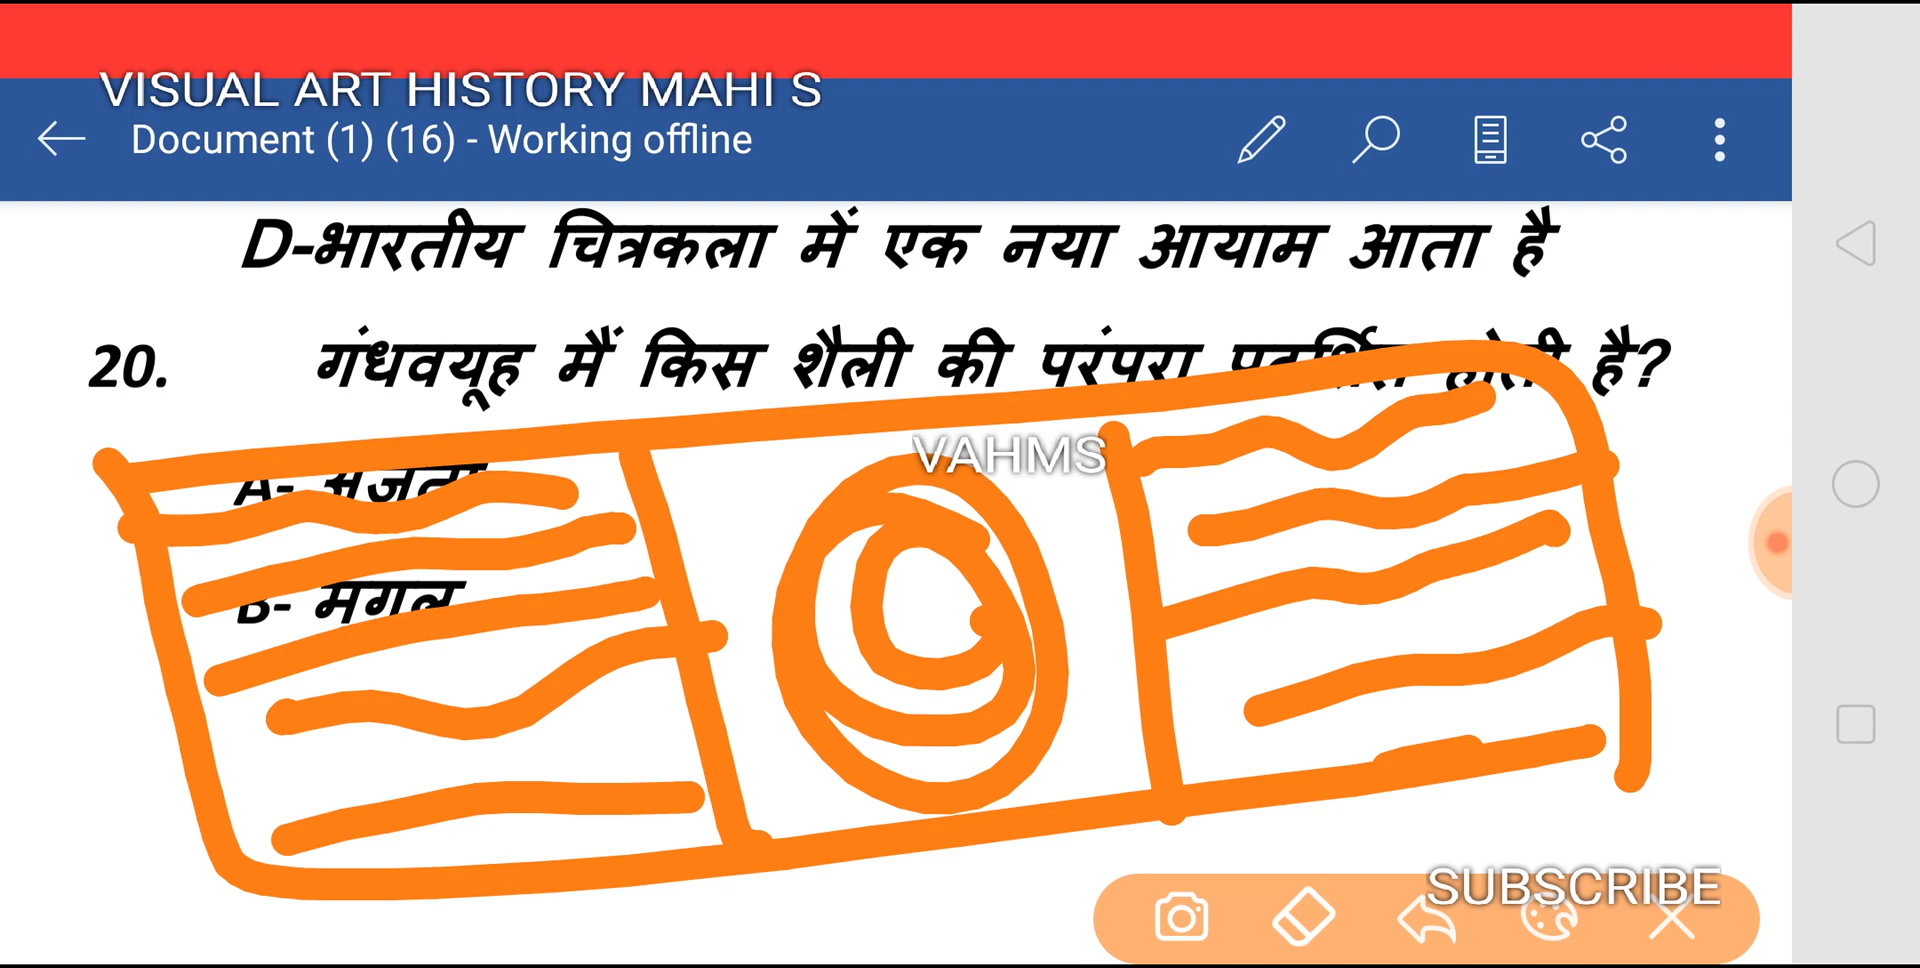 VISUAL ART HISTORY MAHI S
Document (1) (16) - Working offline
D-भारतीय चित्रकला में एक नया आयाम आता है
20. गंधवयूह मैं किस शैली की परंपरा है?
VAHMS
A-
B-
SUBSCRIBE